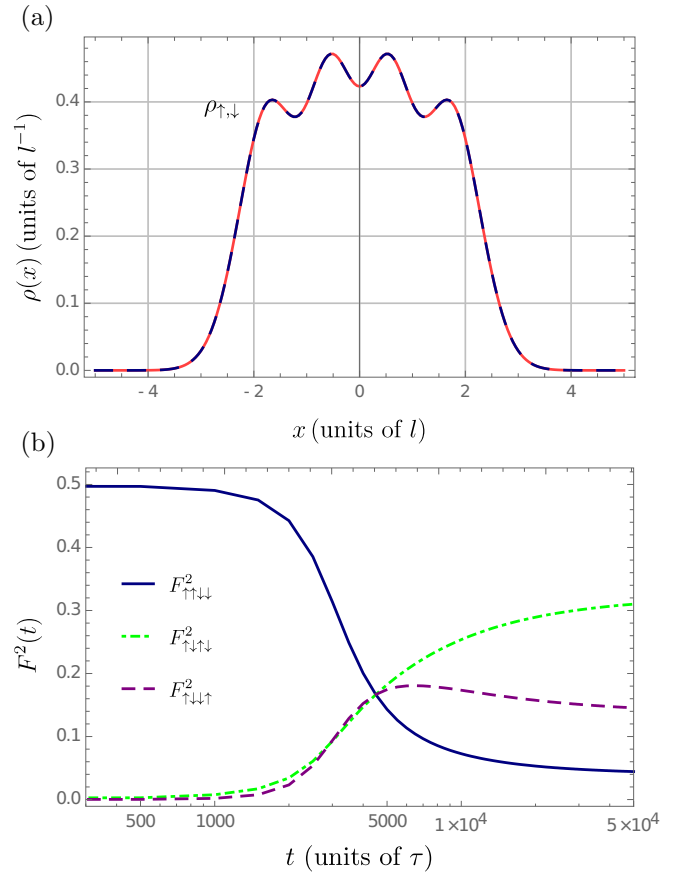 (a)
ρ↑,↓
0.4
0.3
0.2
0.1
0.0
ρ(x) (units of l⁻¹)
-4 -2 0 2 4
x (units of l)
(b)
0.5
0.4
0.3
0.2
0.1
0.0
F²(t)
F²↑↑↓↓
F²↑↓↑↓
F²↑↓↓↑
500 1000 5000 1×10⁴ 5×10⁴
t (units of τ)